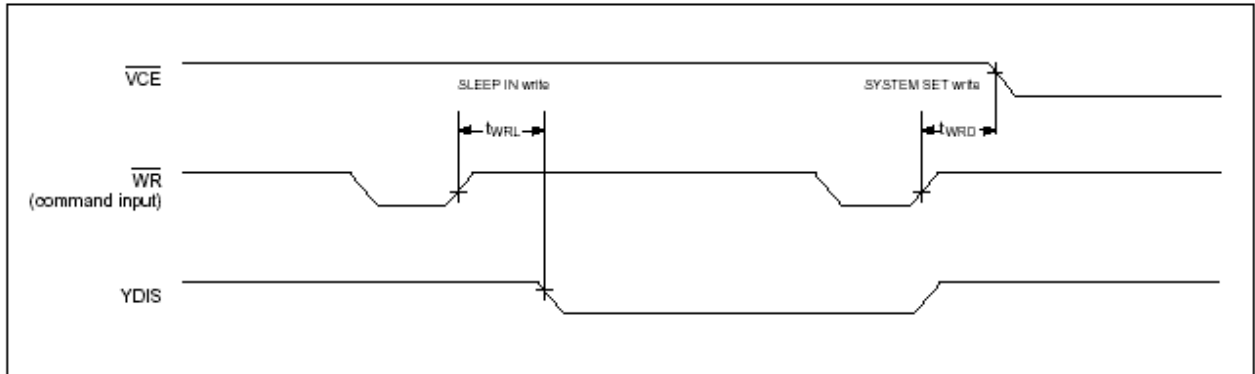 VCE
SLEEP IN write
SYSTEM SET write
tWRL
tWRD
WR
(command input)
YDIS